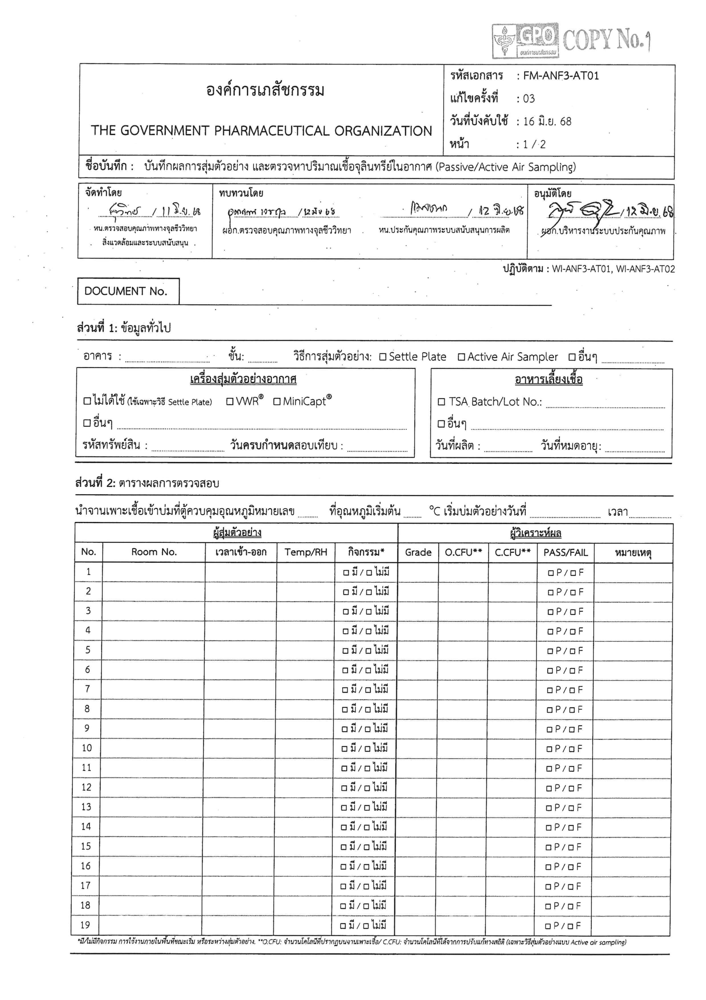 GPO
องค์การเภสัชกรรม
COPY No. 1
องค์การเภสัชกรรม
THE GOVERNMENT PHARMACEUTICAL ORGANIZATION
รหัสเอกสาร : FM-ANF3-AT01
แก้ไขครั้งที่ : 03
วันที่บังคับใช้ : 16 มิ.ย. 68
หน้า : 1 / 2
ชื่อบันทึก : บันทึกผลการสุ่มตัวอย่าง และตรวจหาปริมาณเชื้อจุลินทรีย์ในอากาศ (Passive/Active Air Sampling)
จัดทำโดย
/ 11 มิ.ย. 68
หน.ตรวจสอบคุณภาพทางจุลชีววิทยา
สิ่งแวดล้อมและระบบสนับสนุน
ทบทวนโดย
/ 12 มิย 68
ผอก.ตรวจสอบคุณภาพทางจุลชีววิทยา
/ 12 มิ.ย. 68
หน.ประกันคุณภาพระบบสนับสนุนการผลิต
อนุมัติโดย
/ 12 มิ.ย. 68
ผอก.บริหารงานระบบประกันคุณภาพ
ปฏิบัติตาม : WI-ANF3-AT01, WI-ANF3-AT02
DOCUMENT No.
ส่วนที่ 1: ข้อมูลทั่วไป
อาคาร : ชั้น: วิธีการสุ่มตัวอย่าง: □ Settle Plate □ Active Air Sampler □ อื่นๆ
เครื่องสุ่มตัวอย่างอากาศ
□ ไม่ได้ใช้ (ใช้เฉพาะวิธี Settle Plate) □ VWR® □ MiniCapt®
□ อื่นๆ
รหัสทรัพย์สิน : วันครบกำหนดสอบเทียบ :
อาหารเลี้ยงเชื้อ
□ TSA Batch/Lot No.:
□ อื่นๆ
วันที่ผลิต : วันที่หมดอายุ:
ส่วนที่ 2: ตารางผลการตรวจสอบ
นำจานเพาะเชื้อเข้าบ่มที่ตู้ควบคุมอุณหภูมิหมายเลข ที่อุณหภูมิเริ่มต้น °C เริ่มบ่มตัวอย่างวันที่ เวลา
ผู้สุ่มตัวอย่าง ผู้วิเคราะห์ผล
No. Room No. เวลาเข้า-ออก Temp/RH กิจกรรม* Grade O.CFU** C.CFU** PASS/FAIL หมายเหตุ
1 □ มี / □ ไม่มี □ P / □ F
2 □ มี / □ ไม่มี □ P / □ F
3 □ มี / □ ไม่มี □ P / □ F
4 □ มี / □ ไม่มี □ P / □ F
5 □ มี / □ ไม่มี □ P / □ F
6 □ มี / □ ไม่มี □ P / □ F
7 □ มี / □ ไม่มี □ P / □ F
8 □ มี / □ ไม่มี □ P / □ F
9 □ มี / □ ไม่มี □ P / □ F
10 □ มี / □ ไม่มี □ P / □ F
11 □ มี / □ ไม่มี □ P / □ F
12 □ มี / □ ไม่มี □ P / □ F
13 □ มี / □ ไม่มี □ P / □ F
14 □ มี / □ ไม่มี □ P / □ F
15 □ มี / □ ไม่มี □ P / □ F
16 □ มี / □ ไม่มี □ P / □ F
17 □ มี / □ ไม่มี □ P / □ F
18 □ มี / □ ไม่มี □ P / □ F
19 □ มี / □ ไม่มี □ P / □ F
*มี/ไม่มีกิจกรรม การใช้งานภายในพื้นที่ขณะเริ่ม หรือระหว่างสุ่มตัวอย่าง. **O.CFU: จำนวนโคโลนีที่ปรากฏบนจานเพาะเชื้อ/ C.CFU: จำนวนโคโลนีที่ได้จากการปรับแก้ทางสถิติ (เฉพาะวิธีสุ่มตัวอย่างแบบ Active air sampling)